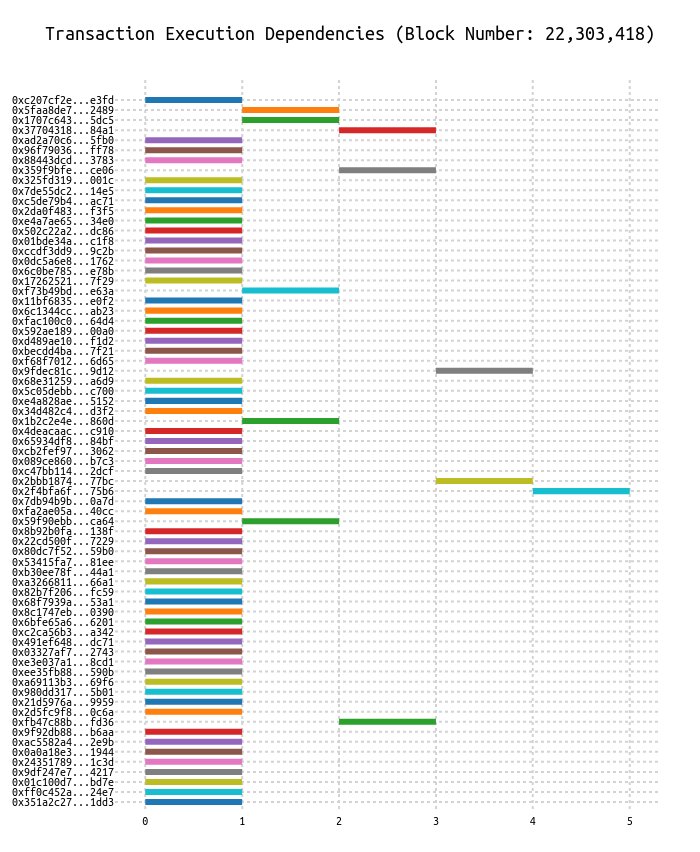 Transaction Execution Dependencies (Block Number: 22,303,418)
0xc207cf2e...e3fd
0x5faa8de7...2489
0x1707c643...5dc5
0x37704318...84a1
0xad2a70c6...5fb0
0x96f79036...ff78
0x88443dcd...3783
0x359f9bfe...ce06
0x325fd319...001c
0x7de55dc2...14e5
0xc5de79b4...ac71
0x2da0f483...f3f5
0xe4a7ae65...34e0
0x502c22a2...dc86
0x01bde34a...c1f8
0xccdf3dd9...9c2b
0x0dc5a6e8...1762
0x6c0be785...e78b
0x17262521...7f29
0xf73b49bd...e63a
0x11bf6835...e0f2
0x6c1344cc...ab23
0xfac100c0...64d4
0x592ae189...00a0
0xd489ae10...f1d2
0xbecdd4ba...7f21
0xf68f7012...6d65
0x9fdec81c...9d12
0x68e31259...a6d9
0x5c05debb...c700
0xe4a828ae...5152
0x34d482c4...d3f2
0x1b2c2e4e...860d
0x4deacaac...c910
0x65934df8...84bf
0xcb2fef97...3062
0x089ce860...b7c3
0xc47bb114...2dcf
0x2bbb1874...77bc
0x2f4bfa6f...75b6
0x7db94b9b...0a7d
0xfa2ae05a...40cc
0x59f90ebb...ca64
0x8b92b0fa...138f
0x22cd500f...7229
0x80dc7f52...59b0
0x53415fa7...81ee
0xb30ee78f...44a1
0xa3266811...66a1
0x82b7f206...fc59
0x68f7939a...53a1
0x8c1747eb...0390
0x6bfe65a6...6201
0xc2ca56b3...a342
0x491ef648...dc71
0x03327af7...2743
0xe3e037a1...8cd1
0xee35fb88...590b
0xa69113b3...69f6
0x980dd317...5b01
0x21d5976a...9959
0x2d5fc9f8...0c6a
0xfb47c88b...fd36
0x9f92db88...b6aa
0xac5582a4...2e9b
0x0a0a18e3...1944
0x24351789...1c3d
0x9df247e7...4217
0x01c100d7...bd7e
0xff0c452a...24e7
0x351a2c27...1dd3
0 1 2 3 4 5